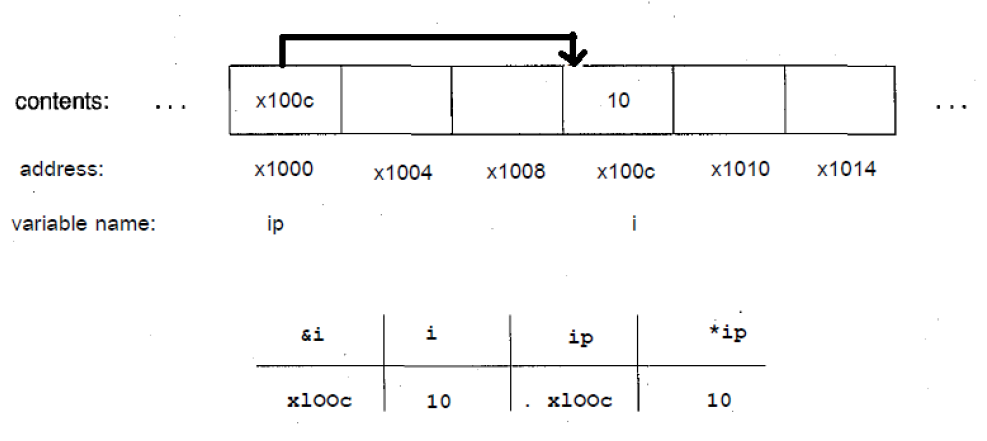 contents: ... x100c 10 ...
address: x1000 x1004 x1008 x100c x1010 x1014
variable name: ip i
&i i ip *ip
x100c 10 . x100c 10